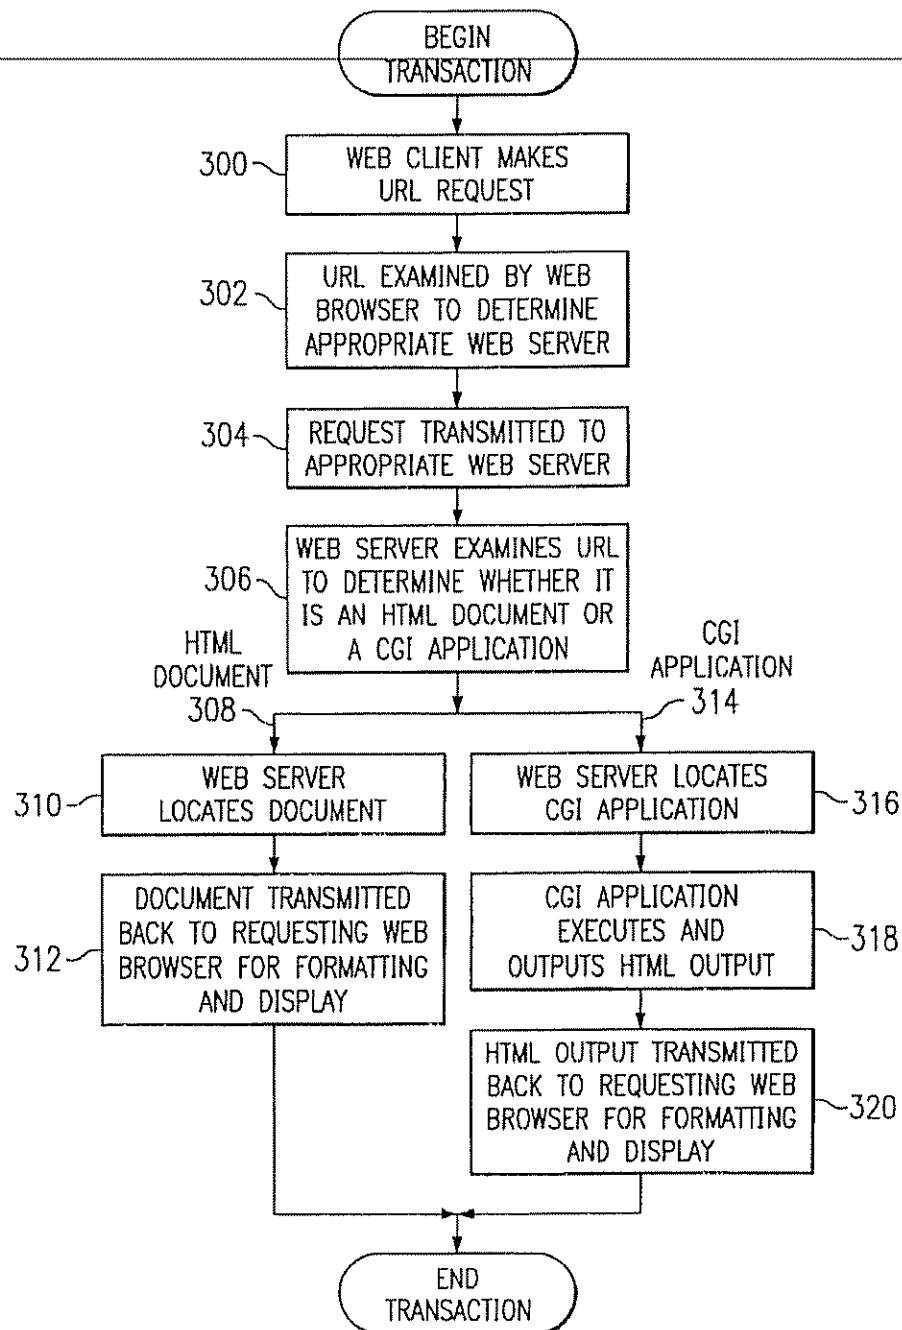 BEGIN
TRANSACTION
300
WEB CLIENT MAKES
URL REQUEST
302
URL EXAMINED BY WEB
BROWSER TO DETERMINE
APPROPRIATE WEB SERVER
304
REQUEST TRANSMITTED TO
APPROPRIATE WEB SERVER
306
WEB SERVER EXAMINES URL
TO DETERMINE WHETHER IT
IS AN HTML DOCUMENT OR
A CGI APPLICATION
HTML
DOCUMENT
308
CGI
APPLICATION
314
310
WEB SERVER
LOCATES DOCUMENT
WEB SERVER LOCATES
CGI APPLICATION
316
312
DOCUMENT TRANSMITTED
BACK TO REQUESTING WEB
BROWSER FOR FORMATTING
AND DISPLAY
CGI APPLICATION
EXECUTES AND
OUTPUTS HTML OUTPUT
318
HTML OUTPUT TRANSMITTED
BACK TO REQUESTING WEB
BROWSER FOR FORMATTING
AND DISPLAY
320
END
TRANSACTION